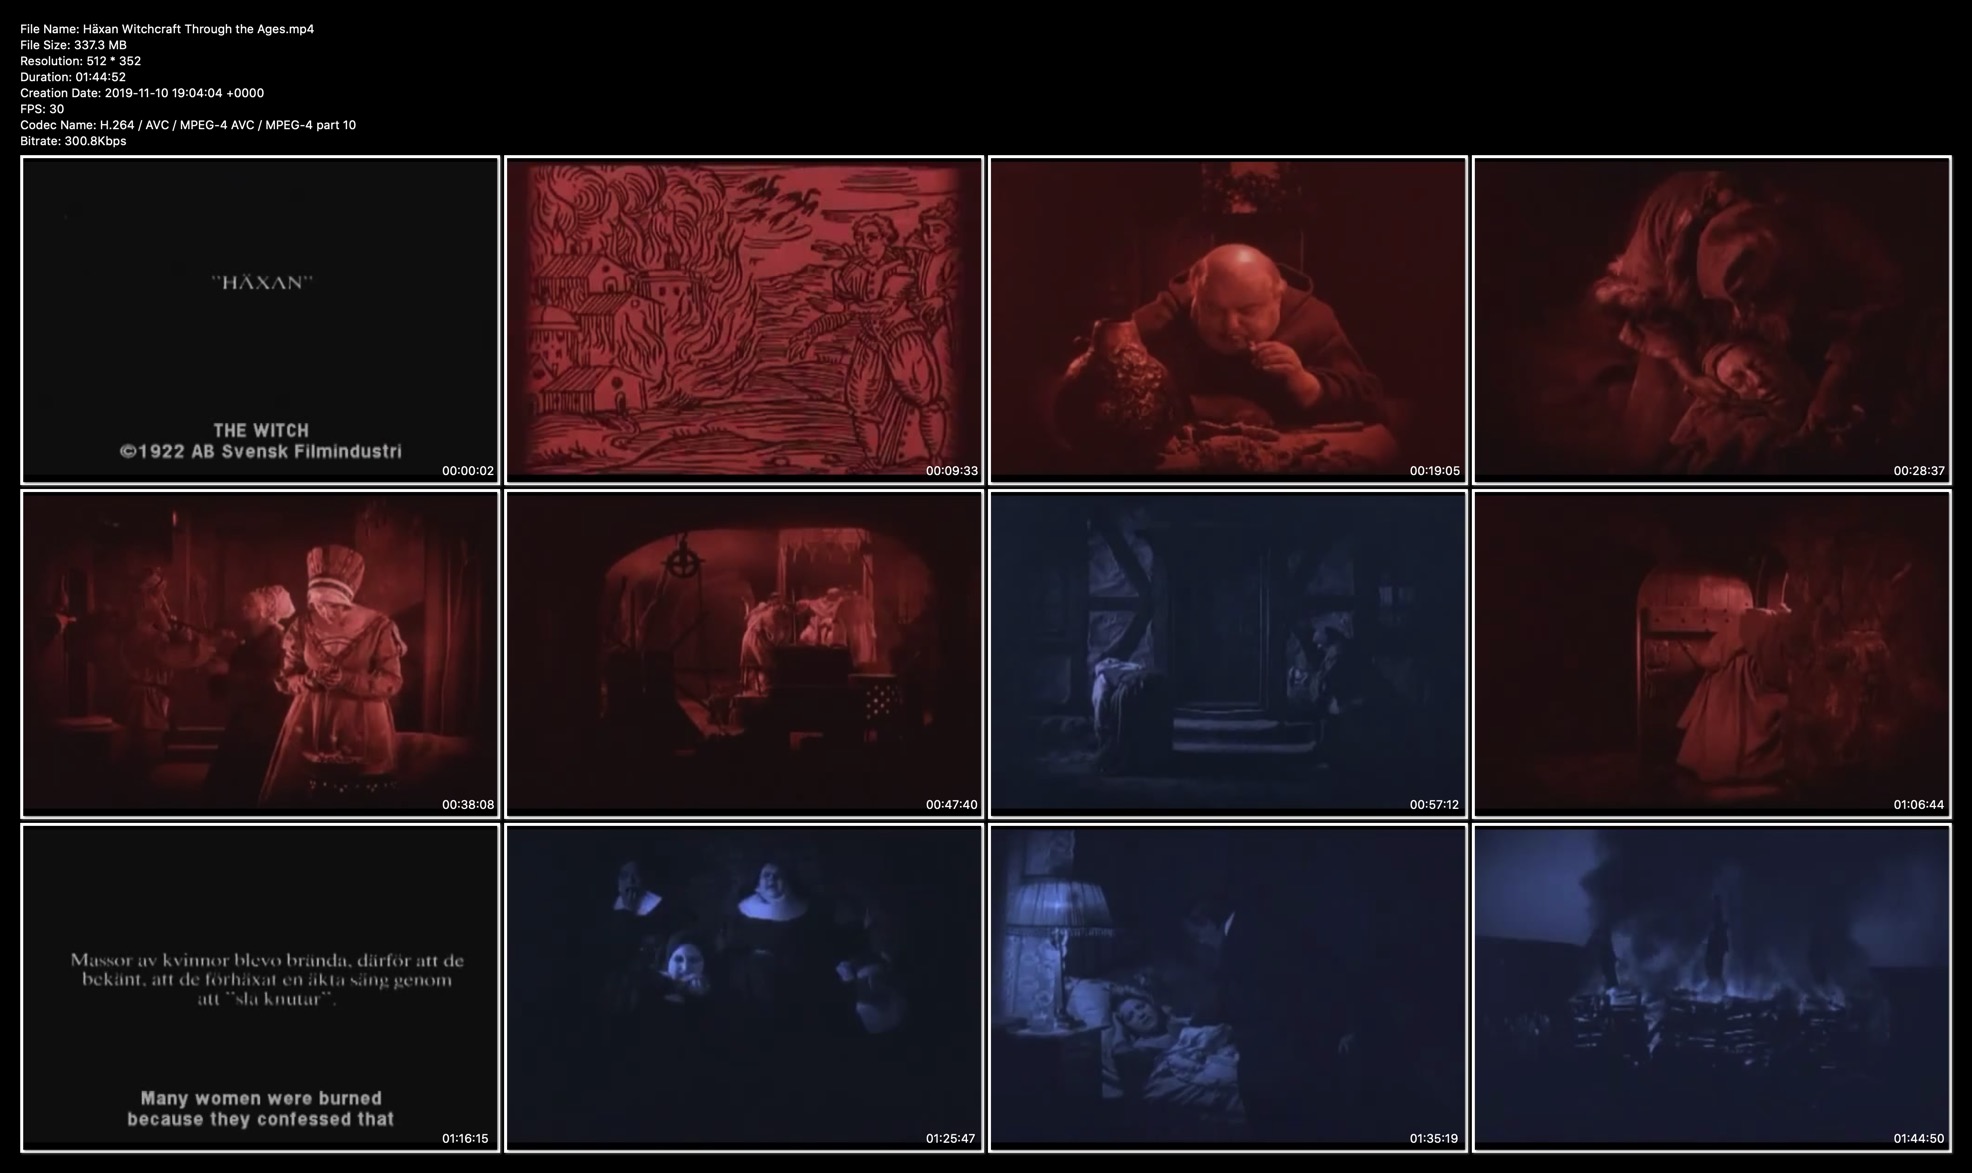 File Name: Häxan Witchcraft Through the Ages.mp4
File Size: 337.3 MB
Resolution: 512 * 352
Duration: 01:44:52
Creation Date: 2019-11-10 19:04:04 +0000
FPS: 30
Codec Name: H.264 / AVC / MPEG-4 AVC / MPEG-4 part 10
Bitrate: 300.8Kbps
"HÄXAN"
THE WITCH
©1922 AB Svensk Filmindustri
00:00:02
00:09:33
00:19:05
00:28:37
00:38:08
00:47:40
00:57:12
01:06:44
Massor av kvinnor blevo brända, därför att de
bekänt, att de förhäxat en äkta säng genom
att "slå knutar".
Many women were burned
because they confessed that
01:16:15
01:25:47
01:35:19
01:44:50